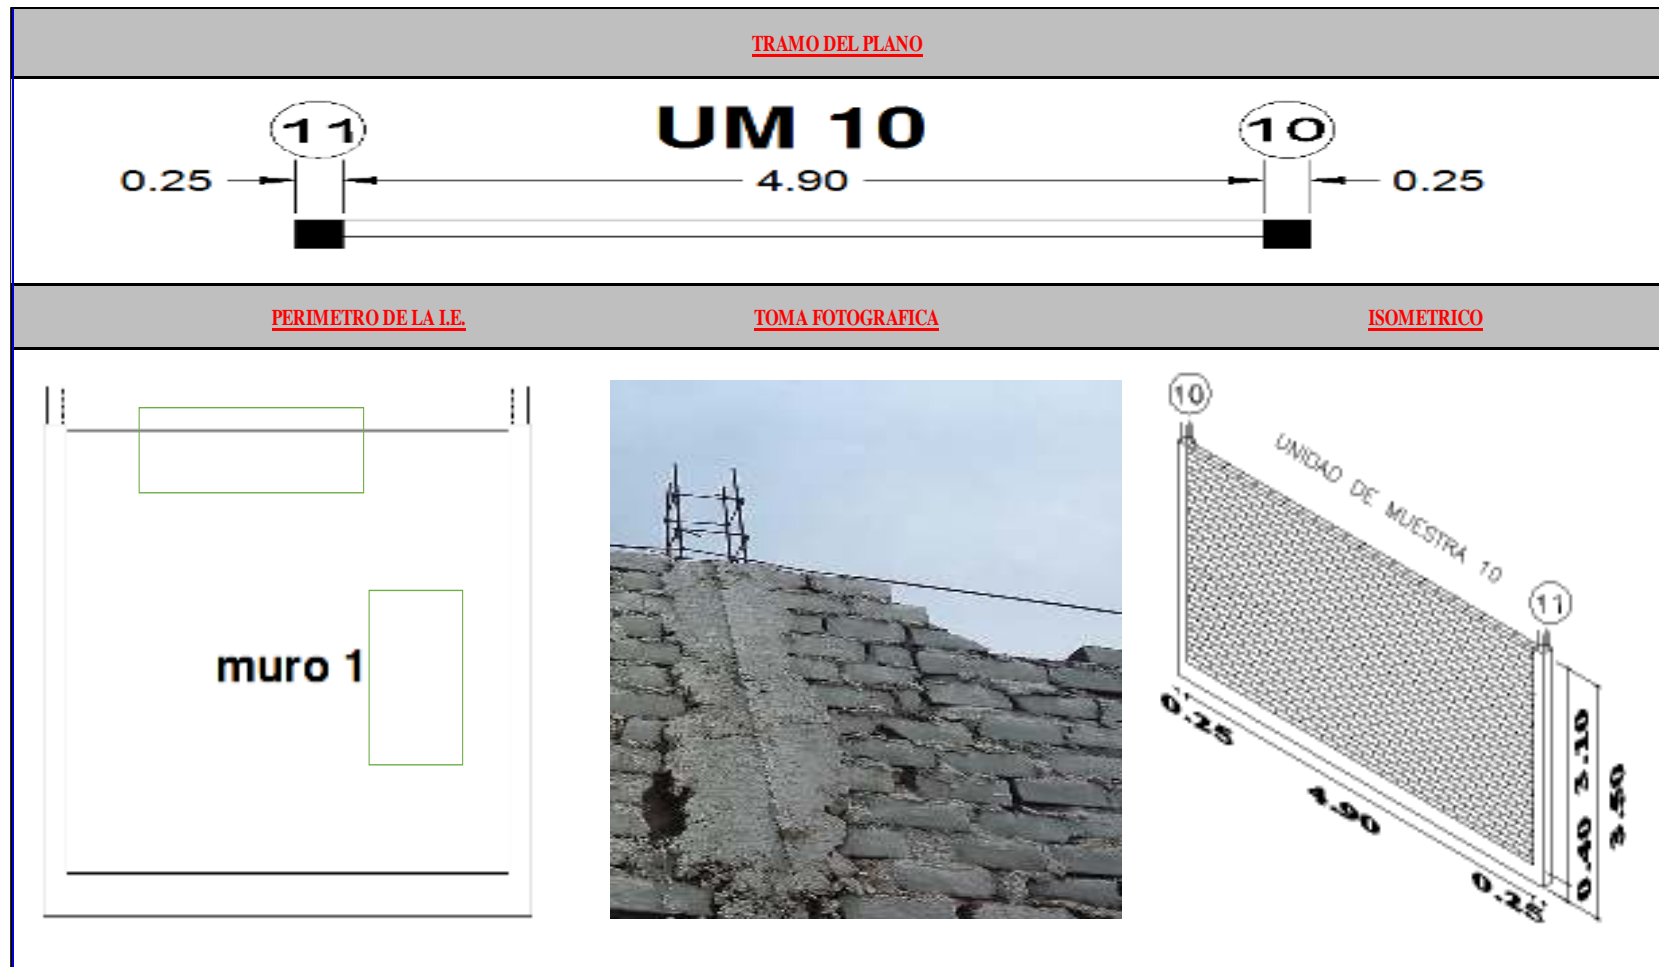 TRAMO DEL PLANO
UM 10
11
10
0.25
4.90
0.25
PERIMETRO DE LA I.E.
TOMA FOTOGRAFICA
ISOMETRICO
muro 1
10
UNIDAD DE MUESTRA 10
11
0.25
4.90
0.25
0.40
3.10
3.50